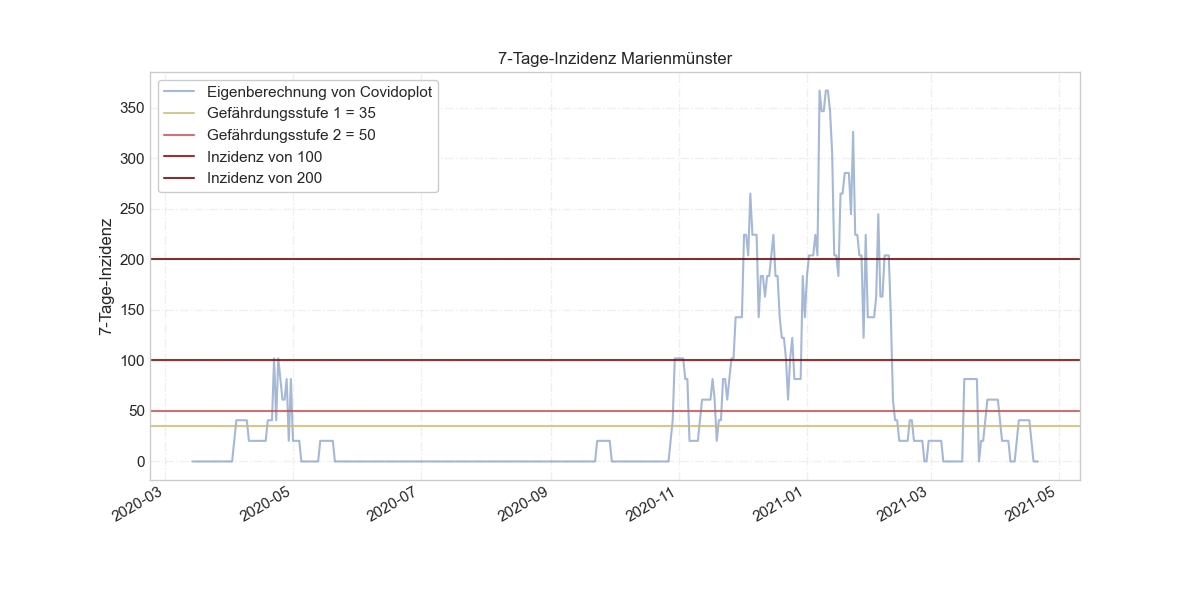 7-Tage-Inzidenz Marienmünster
Eigenberechnung von Covidoplot
Gefährdungsstufe 1 = 35
Gefährdungsstufe 2 = 50
Inzidenz von 100
Inzidenz von 200
7-Tage-Inzidenz
350
300
250
200
150
100
50
0
2020-03
2020-05
2020-07
2020-09
2020-11
2021-01
2021-03
2021-05